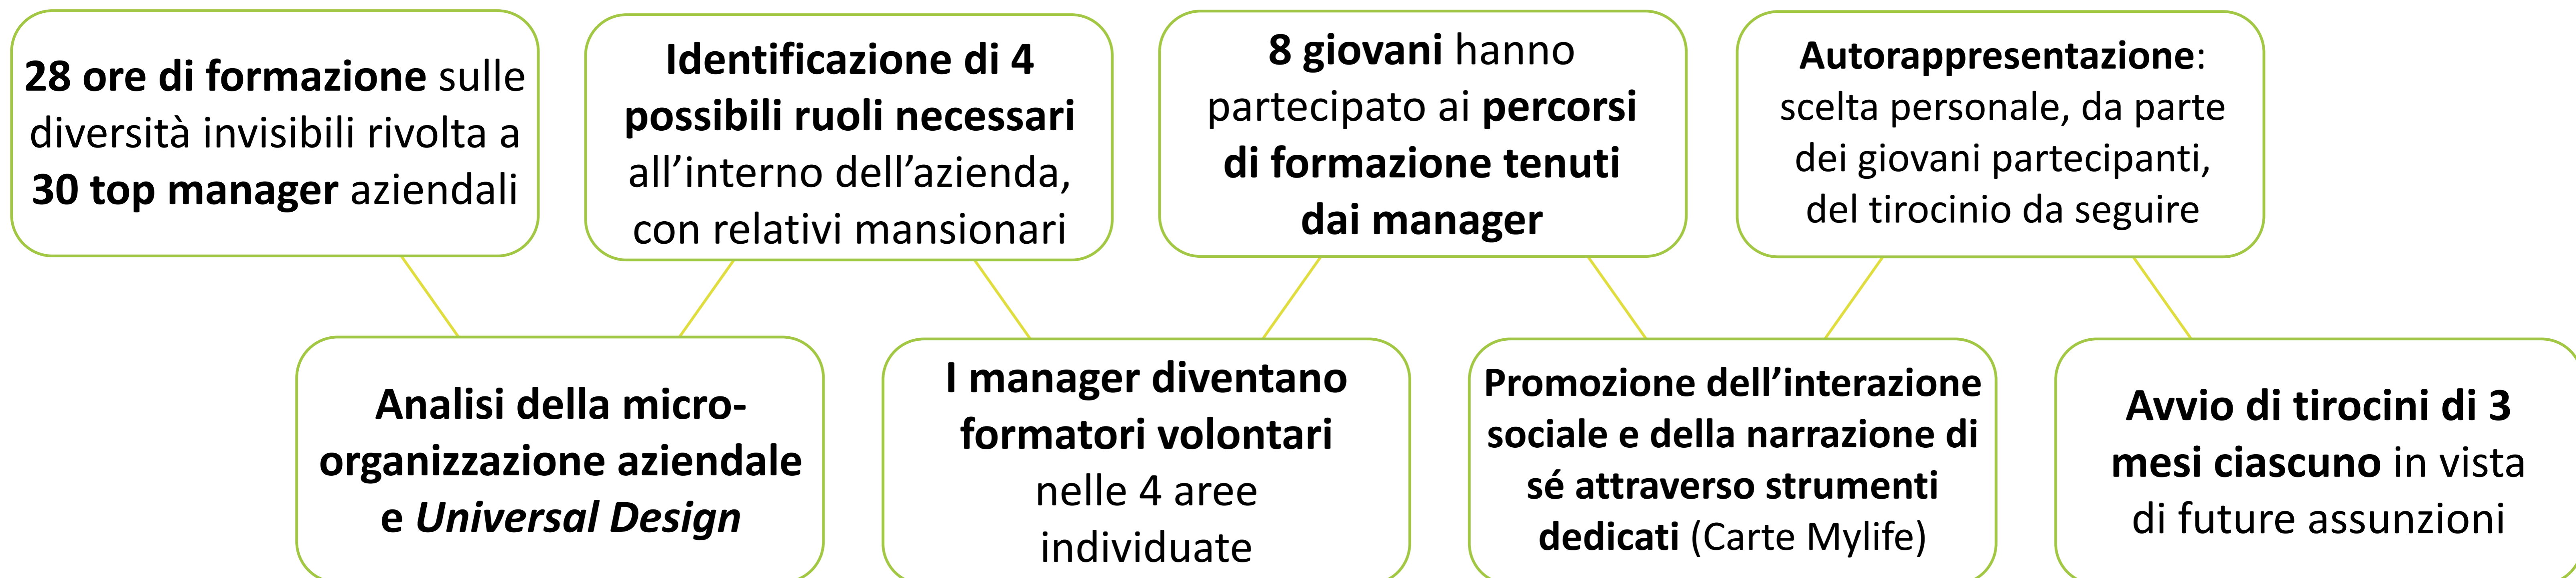 28 ore di formazione sulle
diversità invisibili rivolta a
30 top manager aziendali
Analisi della micro-
organizzazione aziendale
e Universal Design
Identificazione di 4
possibili ruoli necessari
all’interno dell’azienda,
con relativi mansionari
I manager diventano
formatori volontari
nelle 4 aree
individuate
8 giovani hanno
partecipato ai percorsi
di formazione tenuti
dai manager
Promozione dell’interazione
sociale e della narrazione di
sé attraverso strumenti
dedicati (Carte Mylife)
Autorappresentazione:
scelta personale, da parte
dei giovani partecipanti,
del tirocinio da seguire
Avvio di tirocini di 3
mesi ciascuno in vista
di future assunzioni